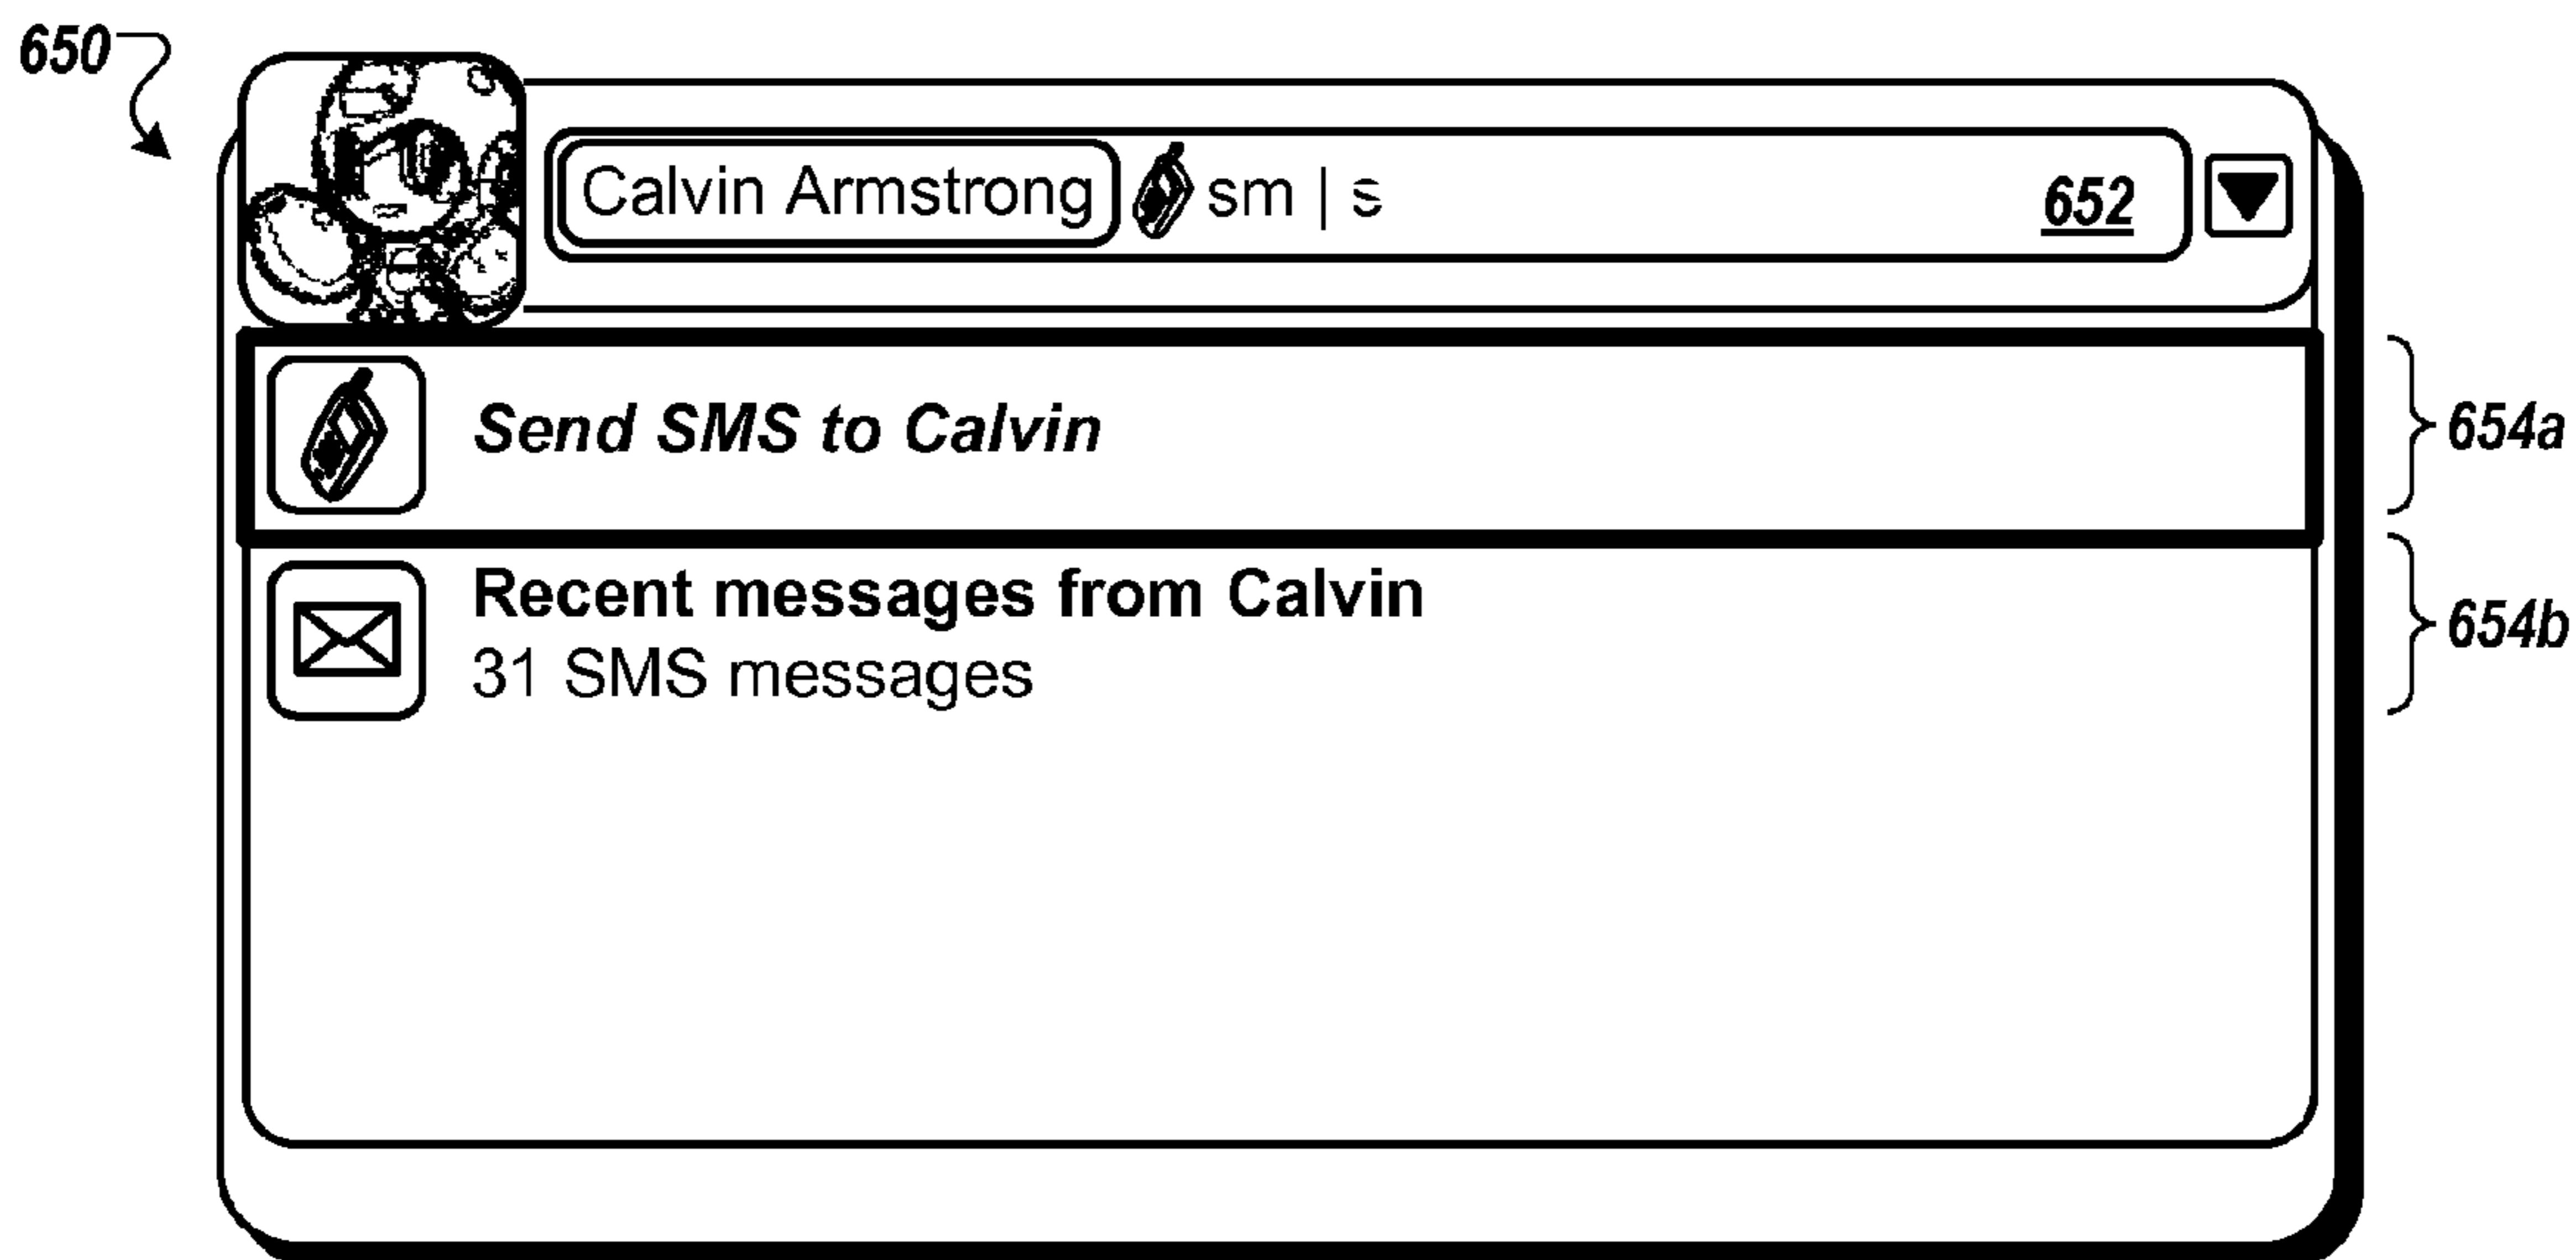 650
Calvin Armstrong sm | s 652
Send SMS to Calvin
654a
Recent messages from Calvin
31 SMS messages
654b